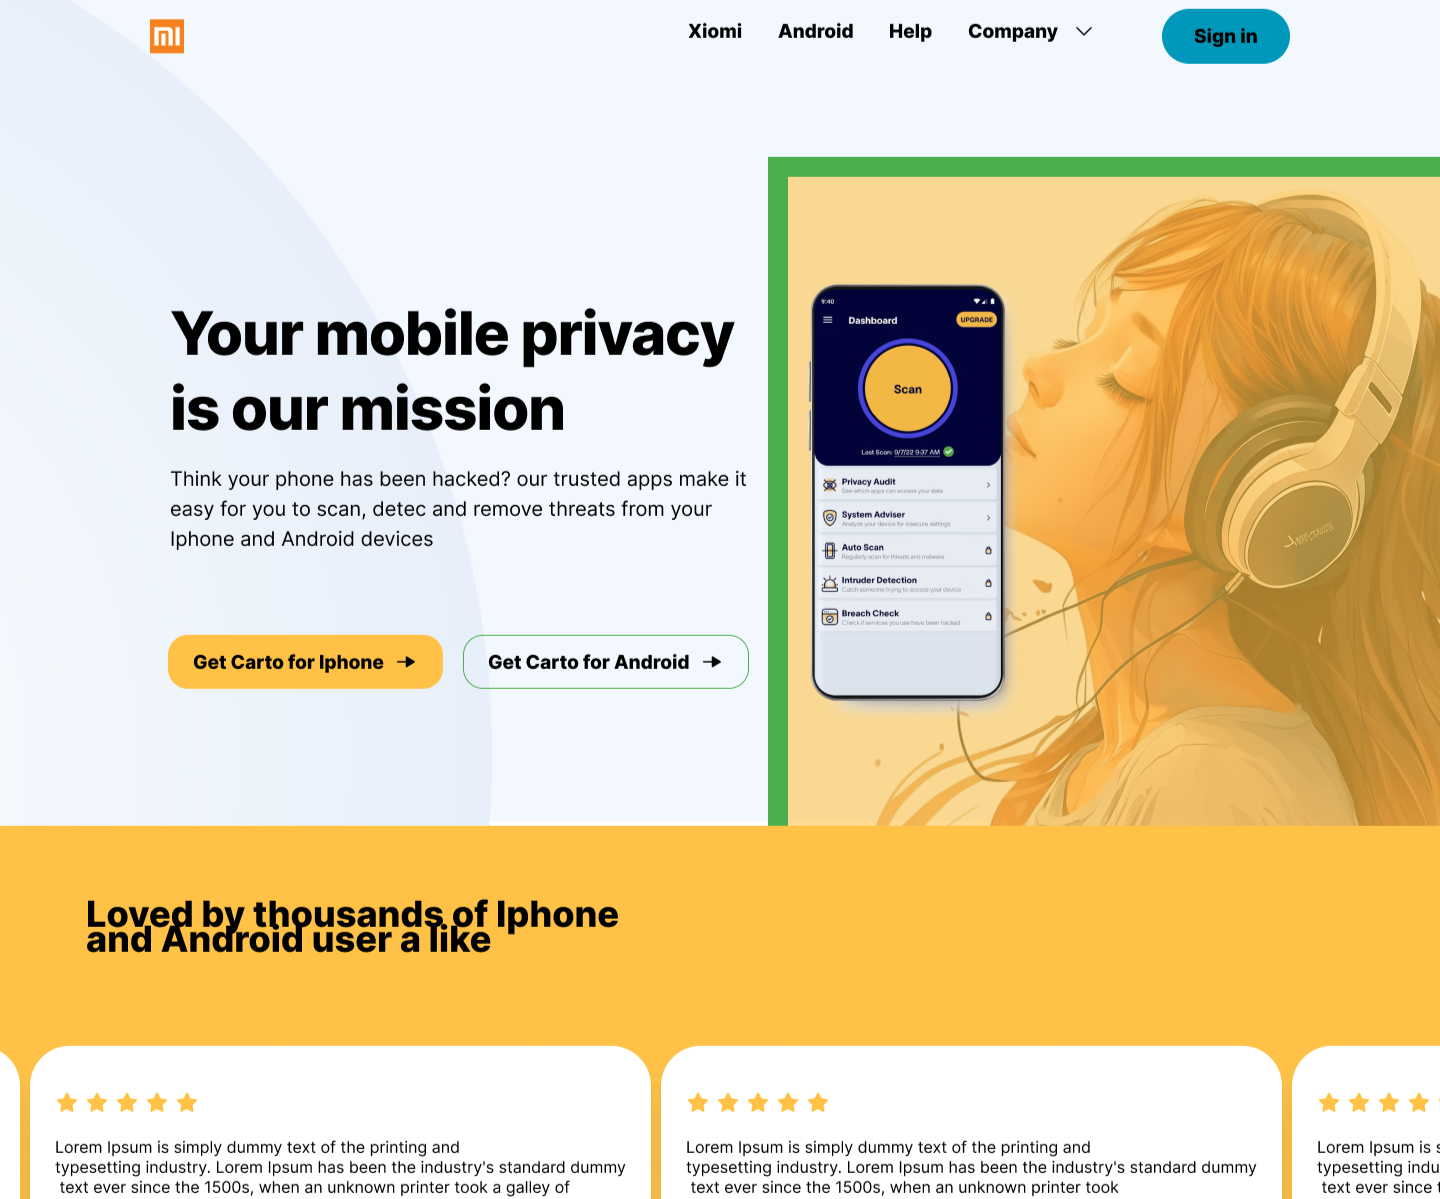 Xiomi Android Help Company Sign in
Your mobile privacy
is our mission
Think your phone has been hacked? our trusted apps make it
easy for you to scan, detec and remove threats from your
Iphone and Android devices
Get Carto for Iphone
Get Carto for Android
9:40
Dashboard
UPGRADE
Scan
Last Scan: 9/7/22 9:37 AM
Privacy Audit
See which apps can access your data
System Adviser
Analyze your device for insecure settings
Auto Scan
Regularly scan for threats and malware
Intruder Detection
Catch someone trying to access your device
Breach Check
Check if services you use have been hacked
Loved by thousands of Iphone
and Android user a like
Lorem Ipsum is simply dummy text of the printing and
typesetting industry. Lorem Ipsum has been the industry's standard dummy
text ever since the 1500s, when an unknown printer took a galley of
Lorem Ipsum is simply dummy text of the printing and
typesetting industry. Lorem Ipsum has been the industry's standard dummy
text ever since the 1500s, when an unknown printer took
Lorem Ipsum is s
typesetting indu
text ever since t